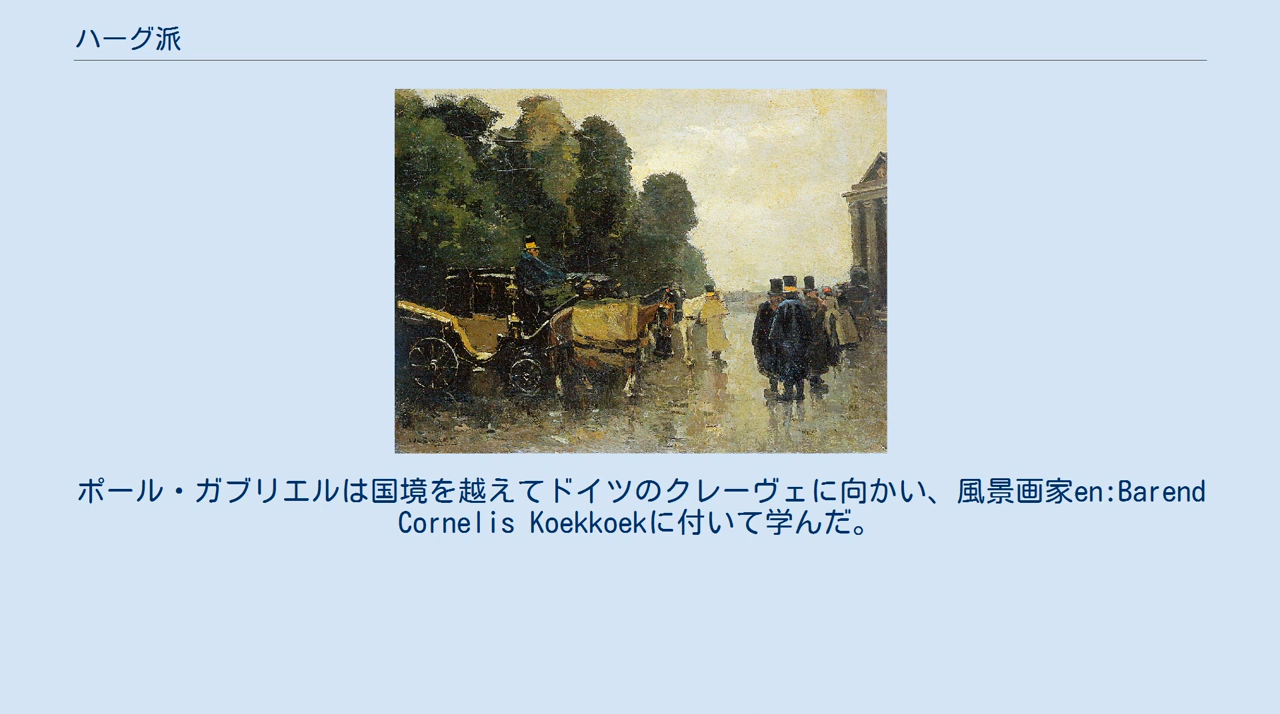 ハーグ派
ポール・ガブリエルは国境を越えてドイツのクレーヴェに向かい、風景画家en:Barend
Cornelis Koekkoekに付いて学んだ。